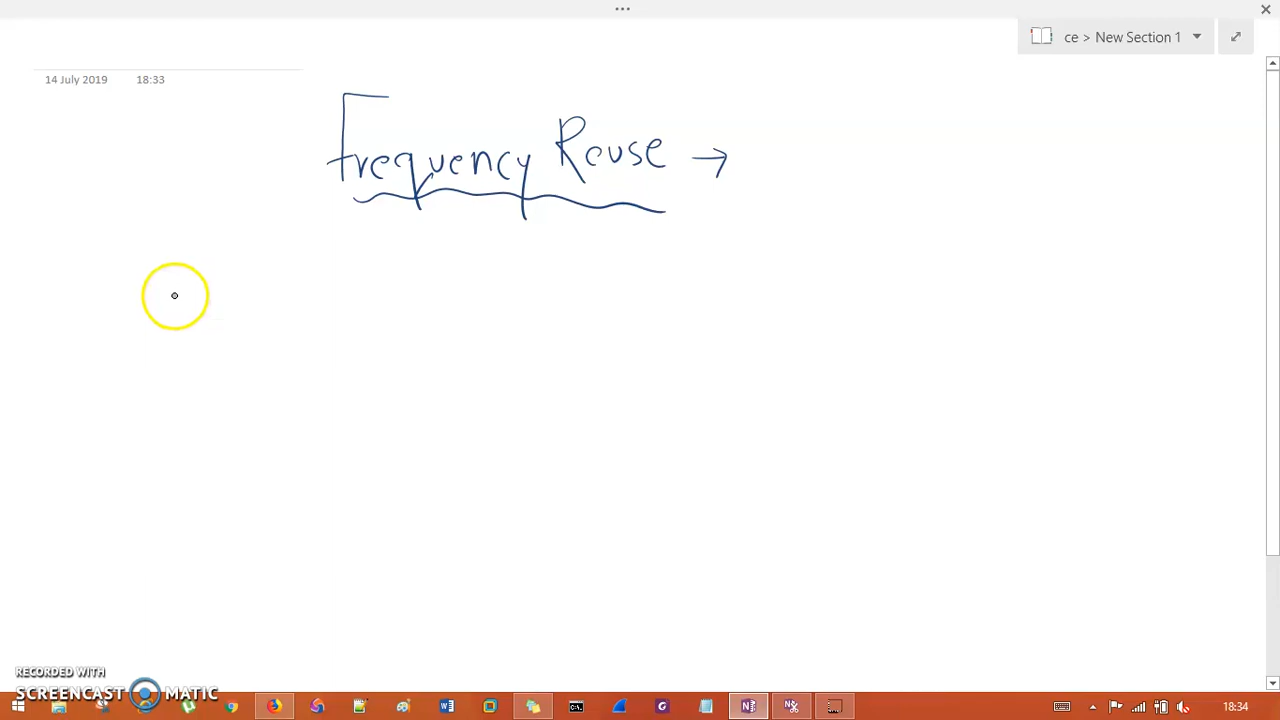 ...
ce > New Section 1
14 July 2019 18:33
Frequency Reuse →
RECORDED WITH
SCREENCAST MATIC
18:34